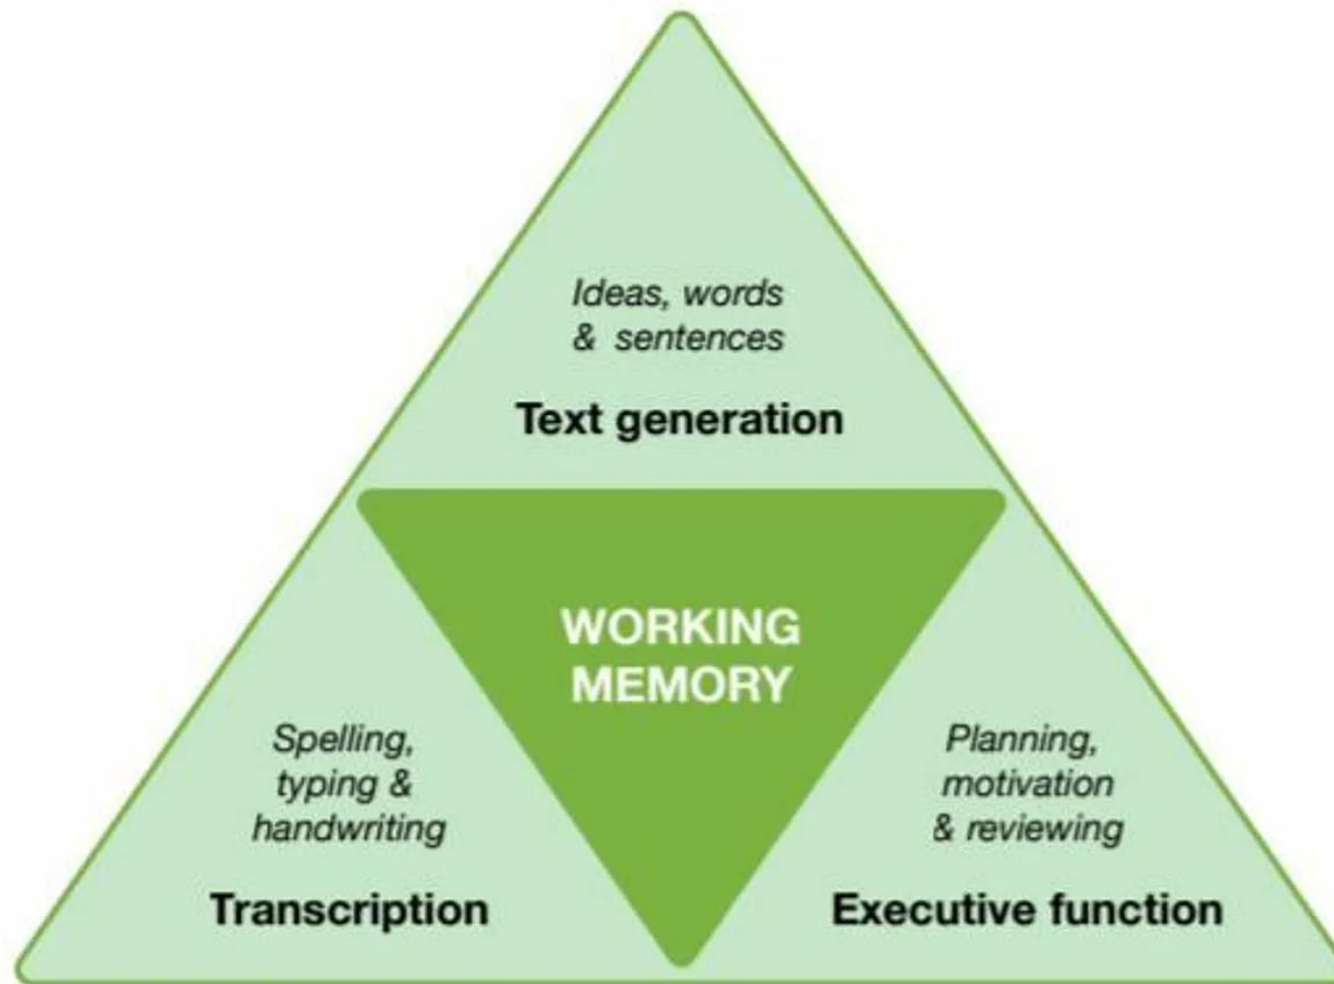 Ideas, words
& sentences
Text generation
WORKING
MEMORY
Spelling,
typing &
handwriting
Transcription
Planning,
motivation
& reviewing
Executive function